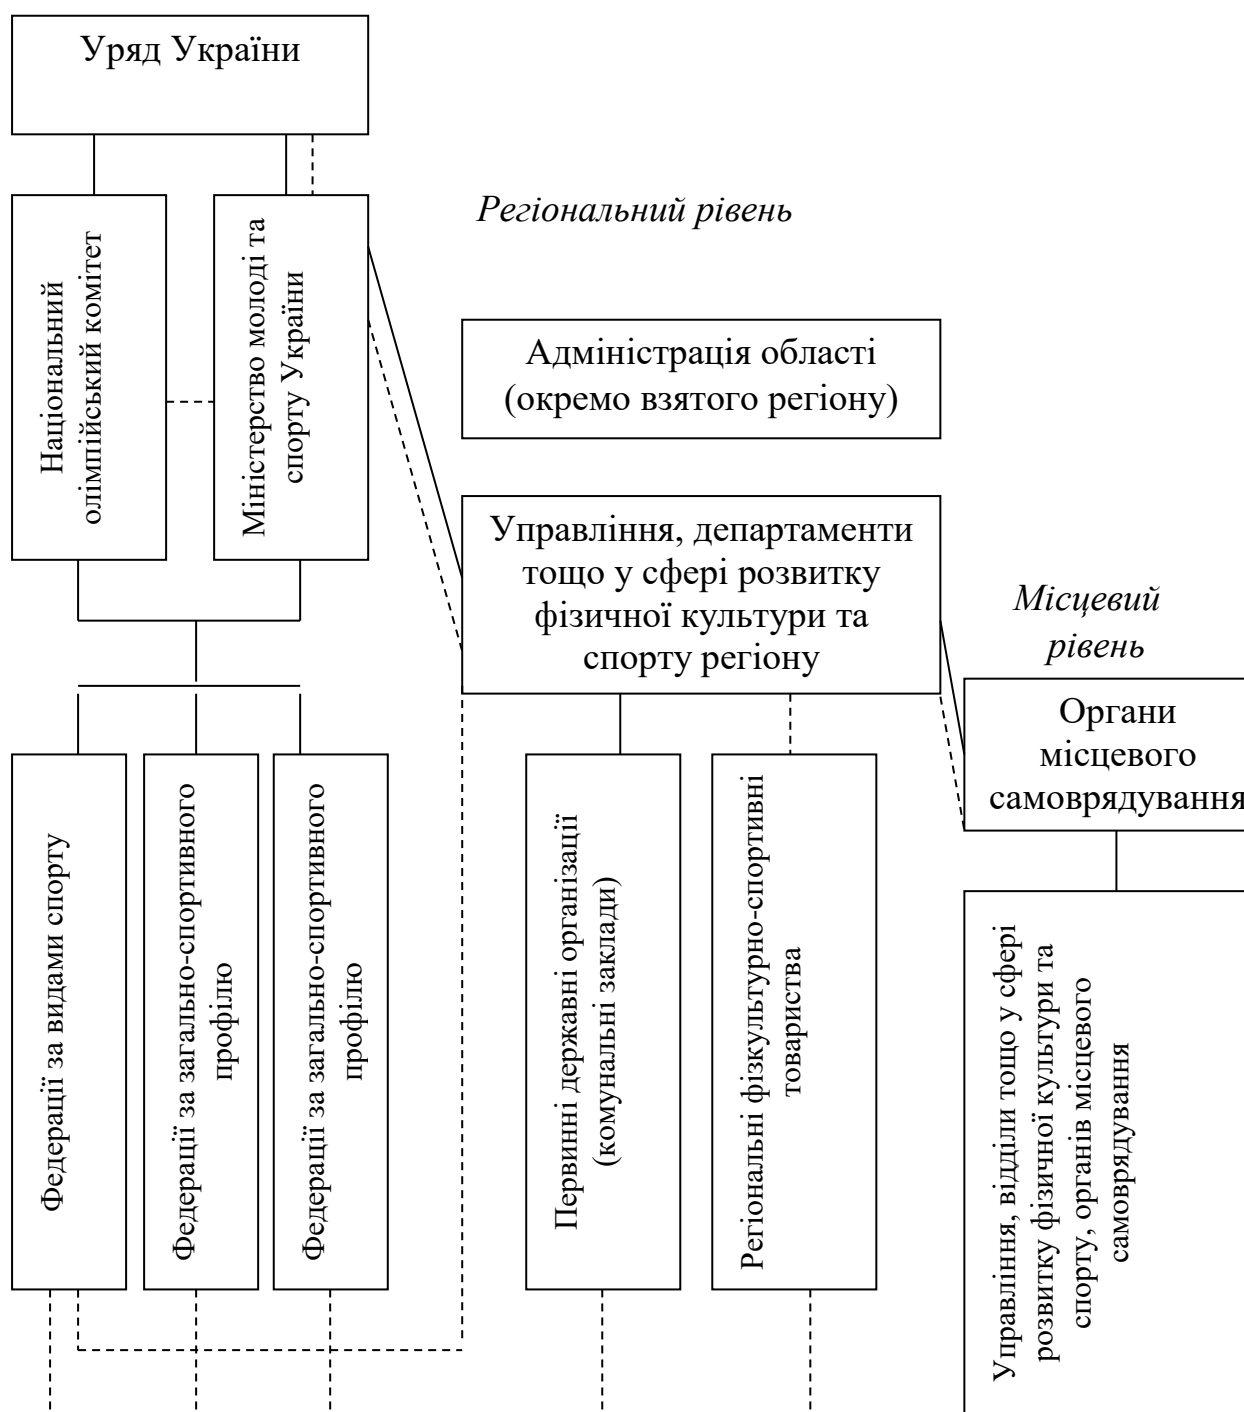 Уряд України
Національний
олімпійський комітет
Міністерство молоді та
спорту України
Регіональний рівень
Адміністрація області
(окремо взятого регіону)
Управління, департаменти
тощо у сфері розвитку
фізичної культури та
спорту регіону
Місцевий
рівень
Органи
місцевого
самоврядування
Федерації за видами спорту
Федерації за загально-спортивного
профілю
Федерації за загально-спортивного
профілю
Первинні державні організації
(комунальні заклади)
Регіональні фізкультурно-спортивні
товариства
Управління, відділи тощо у сфері
розвитку фізичної культури та
спорту, органів місцевого
самоврядування